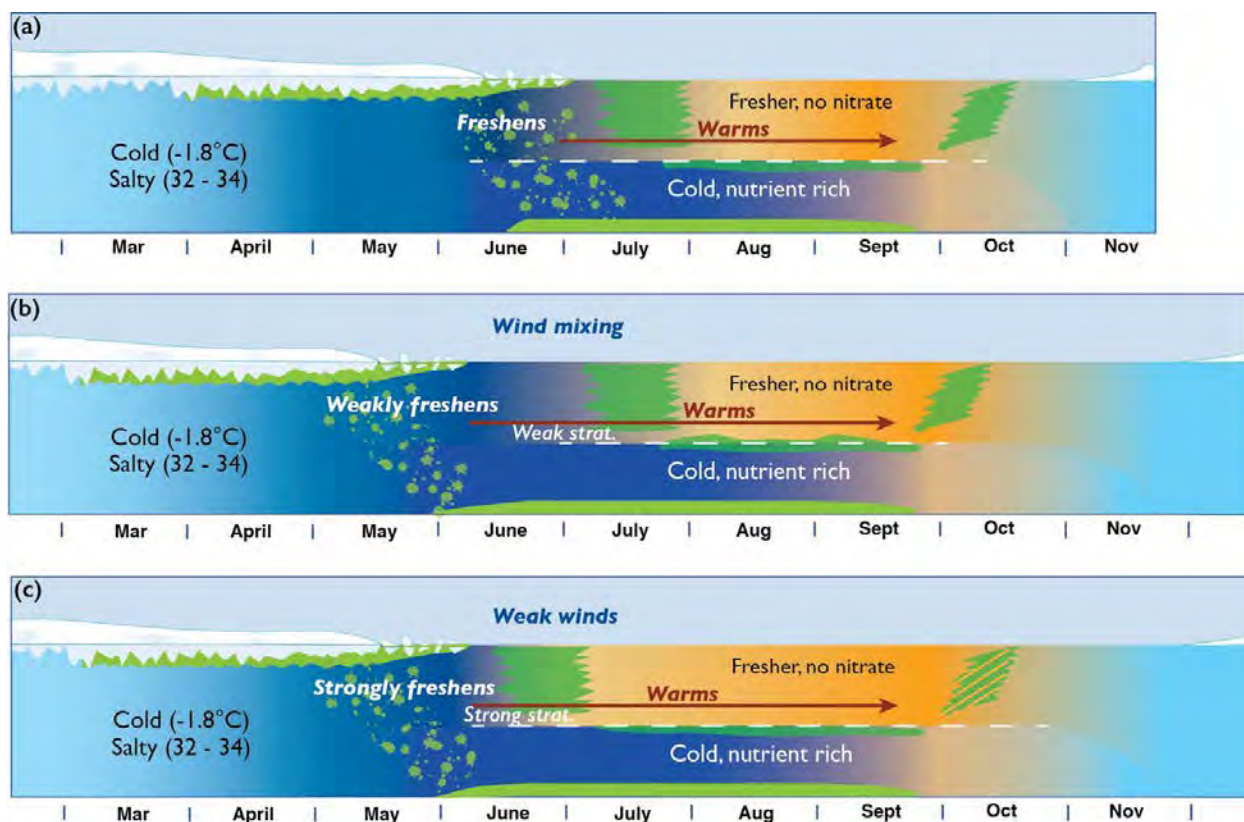 (a)
Freshens
Fresher, no nitrate
Warms
Cold (-1.8°C)
Salty (32 - 34)
Cold, nutrient rich
| Mar | April | May | June | July | Aug | Sept | Oct | Nov
(b)
Wind mixing
Fresher, no nitrate
Weakly freshens
Warms
Weak strat.
Cold (-1.8°C)
Salty (32 - 34)
Cold, nutrient rich
| Mar | April | May | June | July | Aug | Sept | Oct | Nov |
(c)
Weak winds
Fresher, no nitrate
Strongly freshens
Warms
Strong strat.
Cold (-1.8°C)
Salty (32 - 34)
Cold, nutrient rich
| Mar | April | May | June | July | Aug | Sept | Oct | Nov |